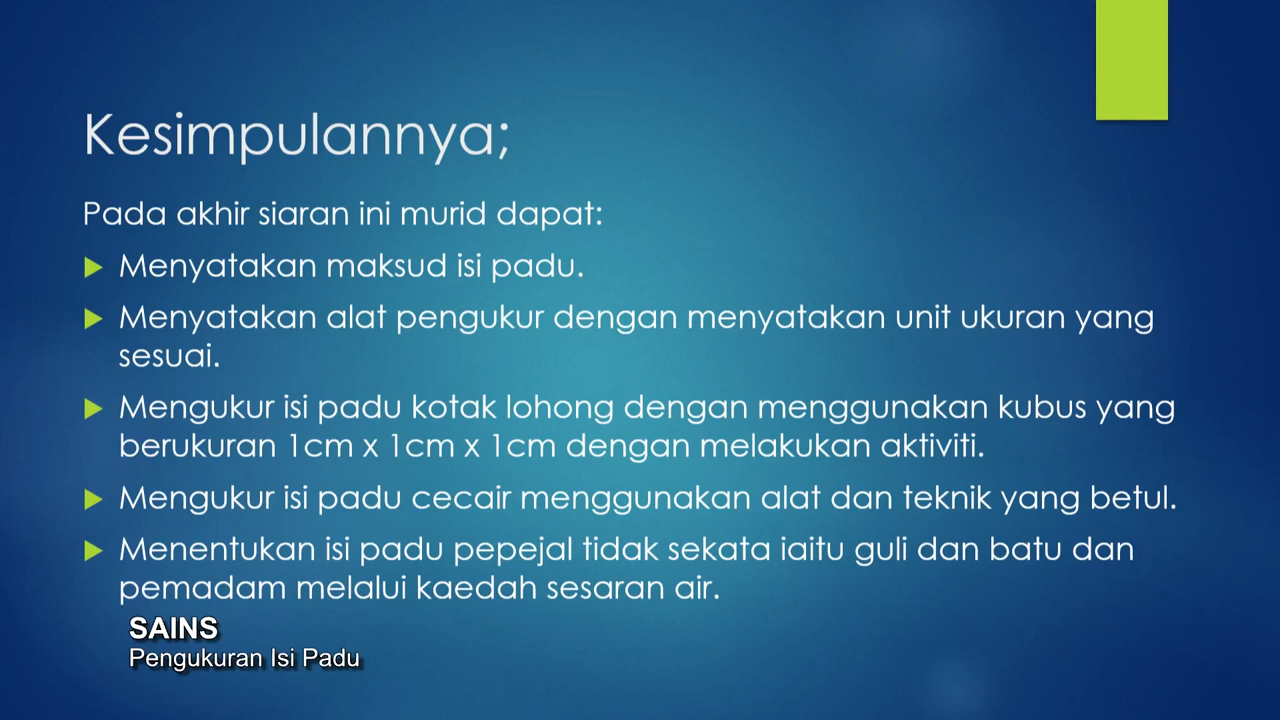 Kesimpulannya;
Pada akhir siaran ini murid dapat:
Menyatakan maksud isi padu.
Menyatakan alat pengukur dengan menyatakan unit ukuran yang
sesuai.
Mengukur isi padu kotak lohong dengan menggunakan kubus yang
berukuran 1cm x 1cm x 1cm dengan melakukan aktiviti.
Mengukur isi padu cecair menggunakan alat dan teknik yang betul.
Menentukan isi padu pepejal tidak sekata iaitu guli dan batu dan
pemadam melalui kaedah sesaran air.
SAINS
Pengukuran Isi Padu